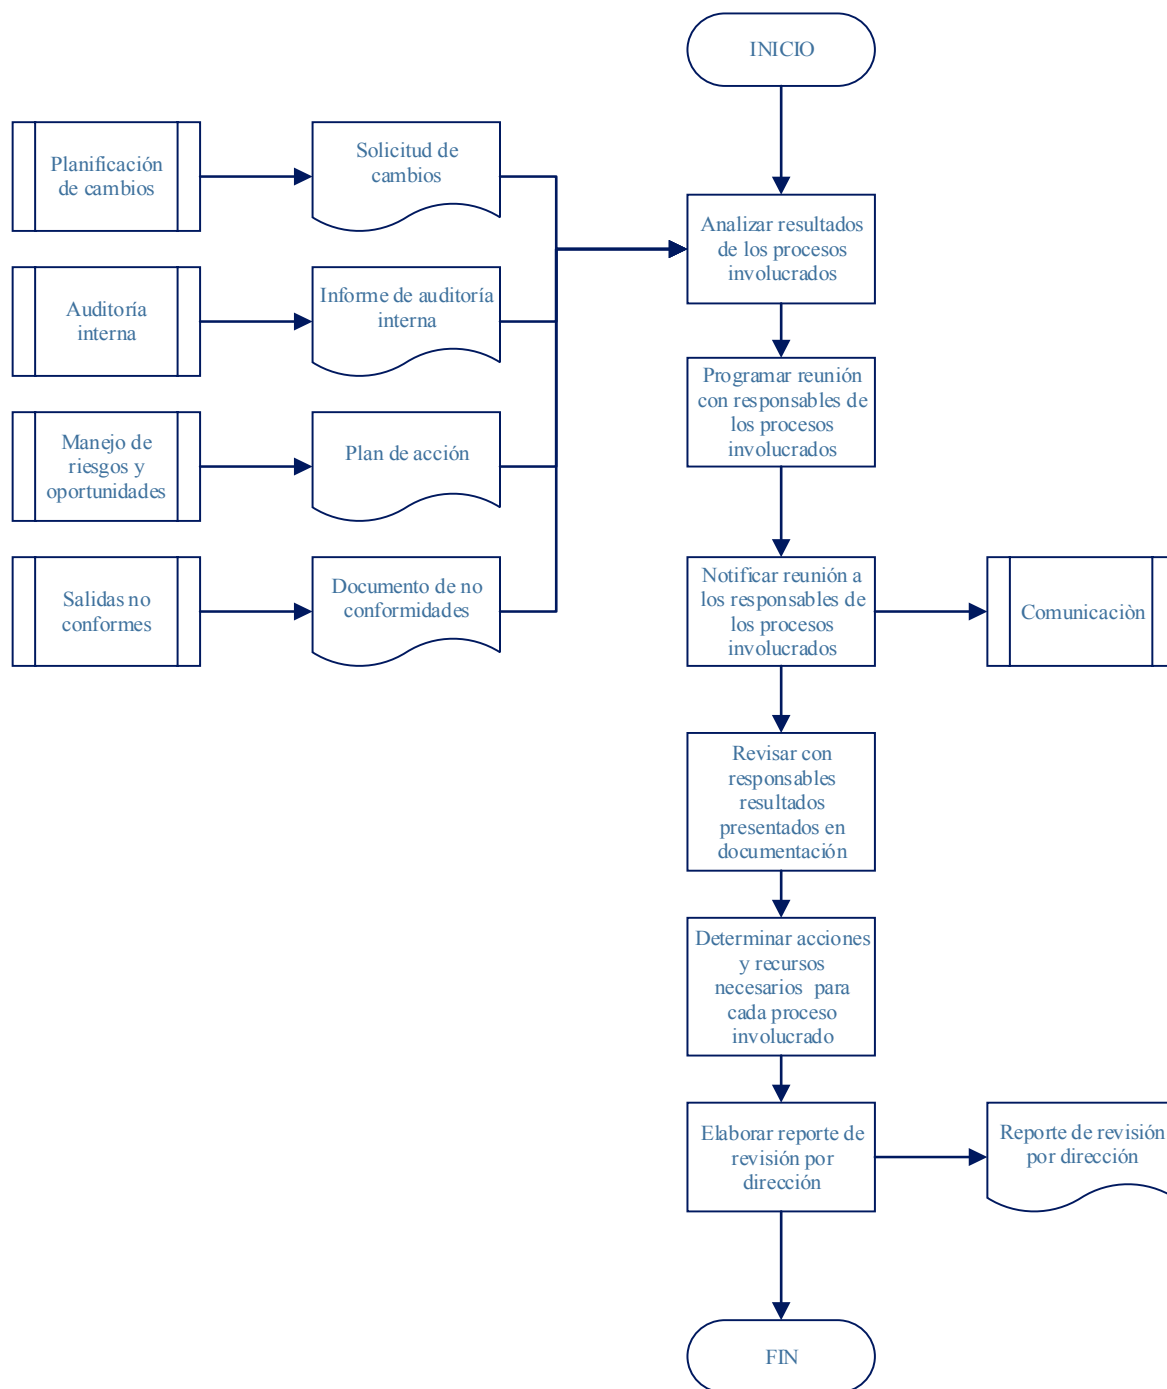 INICIO
Planificación
de cambios
Solicitud de
cambios
Analizar resultados
de los procesos
involucrados
Auditoría
interna
Informe de auditoría
interna
Programar reunión
con responsables de
los procesos
involucrados
Manejo de
riesgos y
oportunidades
Plan de acción
Salidas no
conformes
Documento de no
conformidades
Notificar reunión a
los responsables de
los procesos
involucrados
Comunicaciòn
Revisar con
responsables
resultados
presentados en
documentación
Determinar acciones
y recursos
necesarios  para
cada proceso
involucrado
Elaborar reporte de
revisión por
dirección
Reporte de revisión
por dirección
FIN